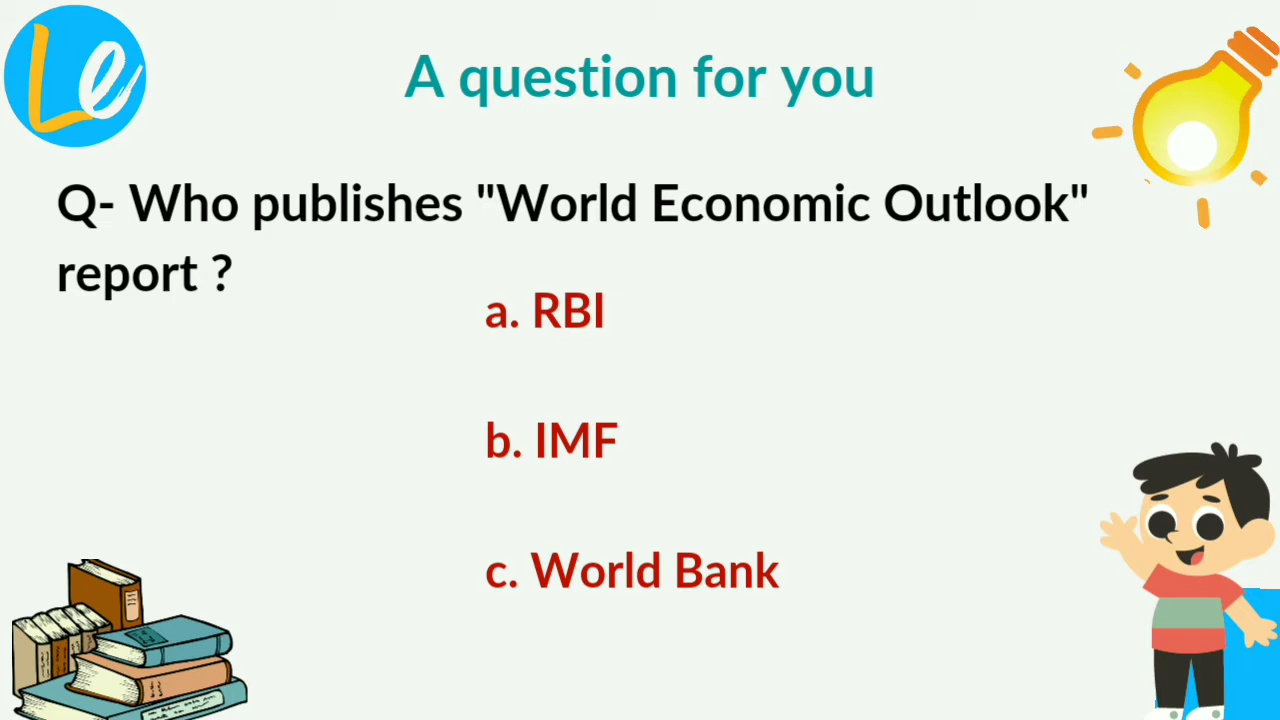 Le
A question for you
Q- Who publishes "World Economic Outlook"
report ?
a. RBI
b. IMF
c. World Bank